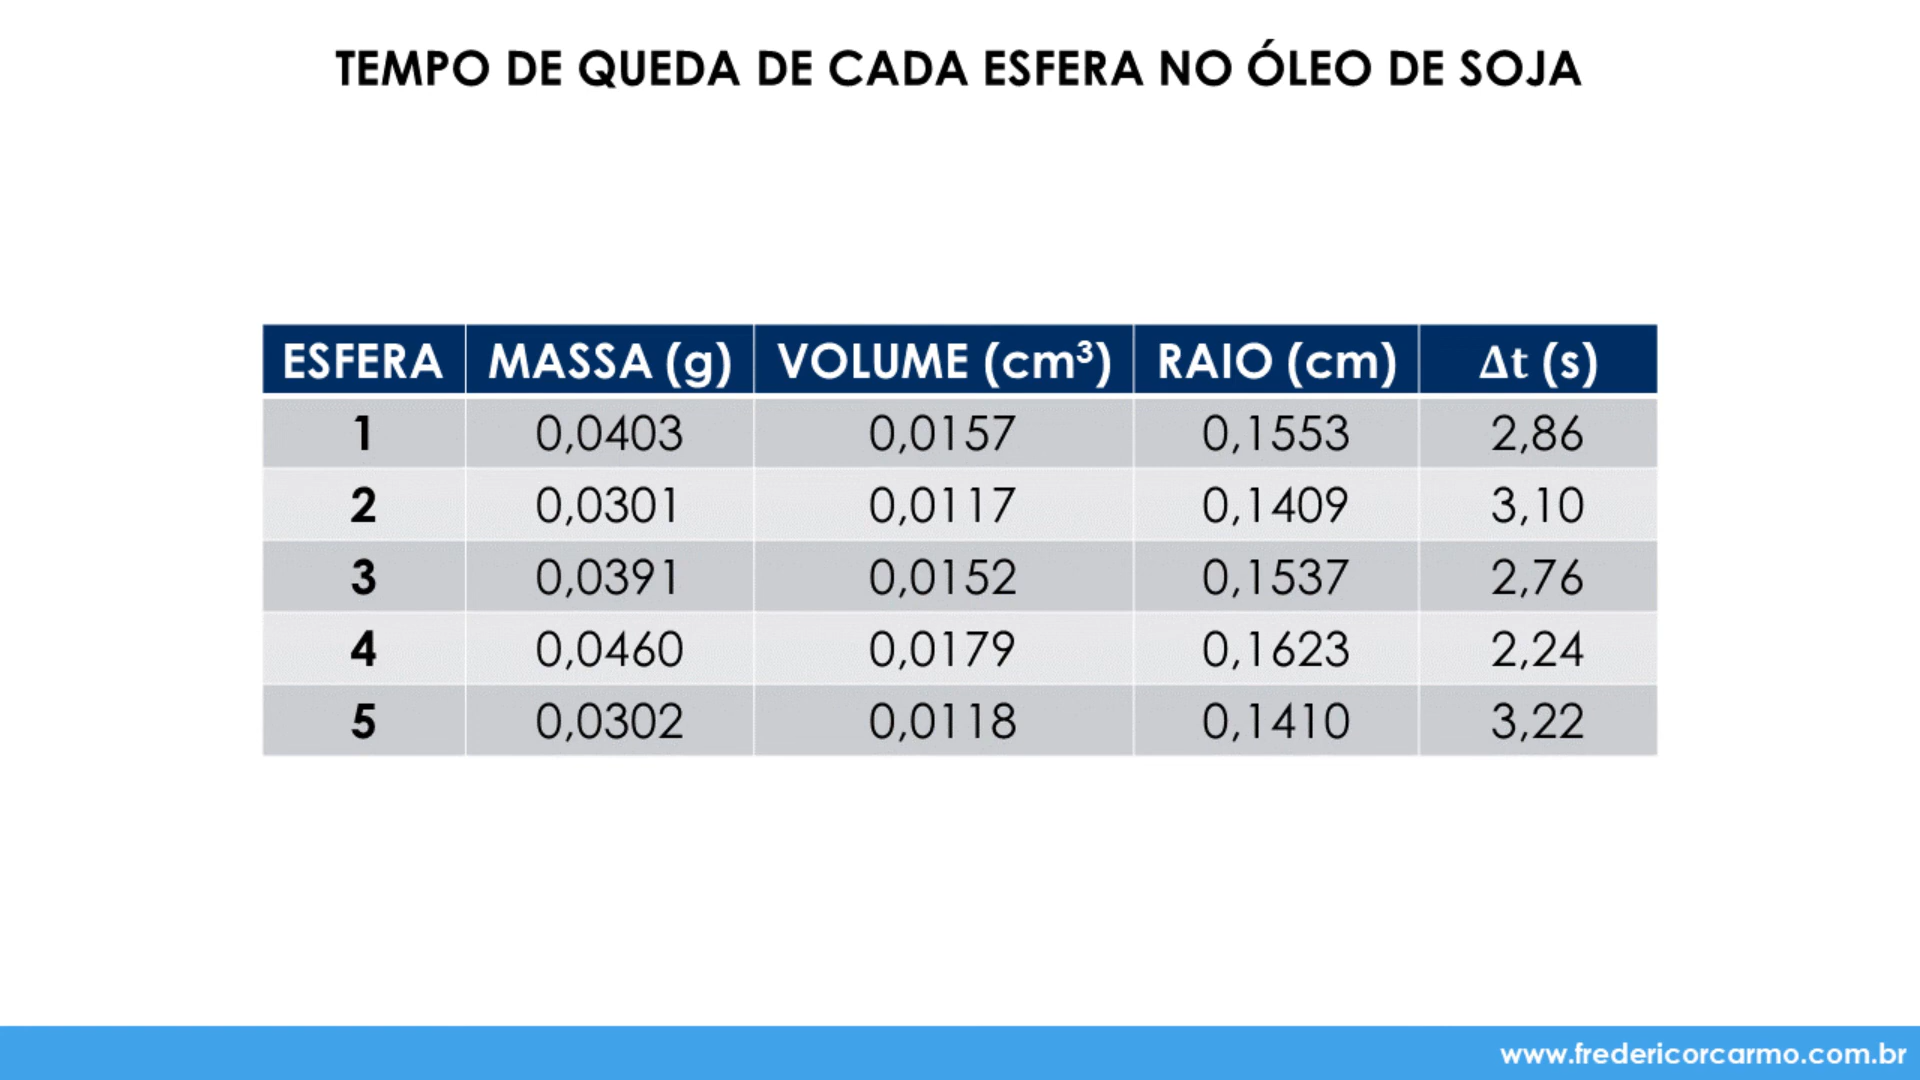 TEMPO DE QUEDA DE CADA ESFERA NO ÓLEO DE SOJA
ESFERA MASSA (g) VOLUME (cm³) RAIO (cm) Δt (s)
1 0,0403 0,0157 0,1553 2,86
2 0,0301 0,0117 0,1409 3,10
3 0,0391 0,0152 0,1537 2,76
4 0,0460 0,0179 0,1623 2,24
5 0,0302 0,0118 0,1410 3,22
www.fredericorcarmo.com.br